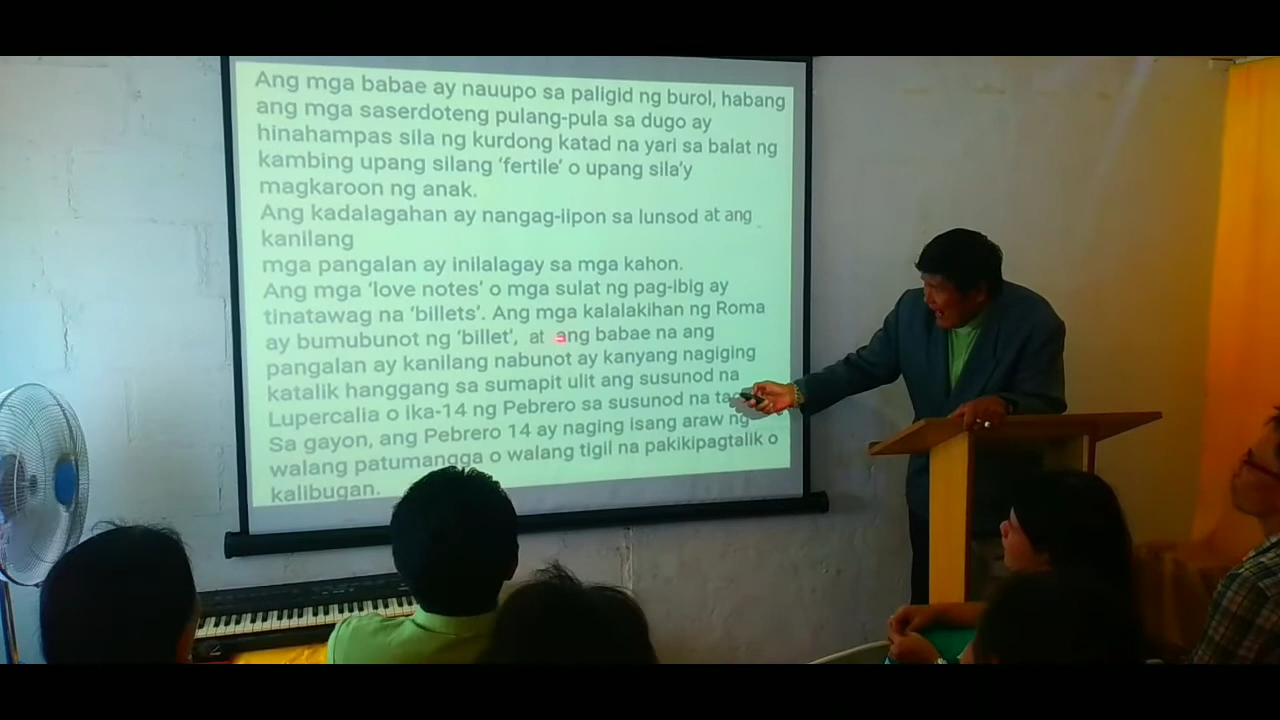 Ang mga babae ay nauupo sa paligid ng burol, habang
ang mga saserdoteng pulang-pula sa dugo ay
hinahampas sila ng kurdong katad na yari sa balat ng
kambing upang silang ‘fertile’ o upang sila’y
magkaroon ng anak.
Ang kadalagahan ay nangag-iipon sa lunsod at ang
kanilang
mga pangalan ay inilalagay sa mga kahon.
Ang mga ‘love notes’ o mga sulat ng pag-ibig ay
tinatawag na ‘billets’. Ang mga kalalakihan ng Roma
ay bumubunot ng ‘billet’, at ang babae na ang
pangalan ay kanilang nabunot ay kanyang nagiging
katalik hanggang sa sumapit ulit ang susunod na
Lupercalia o ika-14 ng Pebrero sa susunod na
Sa gayon, ang Pebrero 14 ay naging isang araw ng
walang patumangga o walang tigil na pakikipagtalik o
kalibugan.